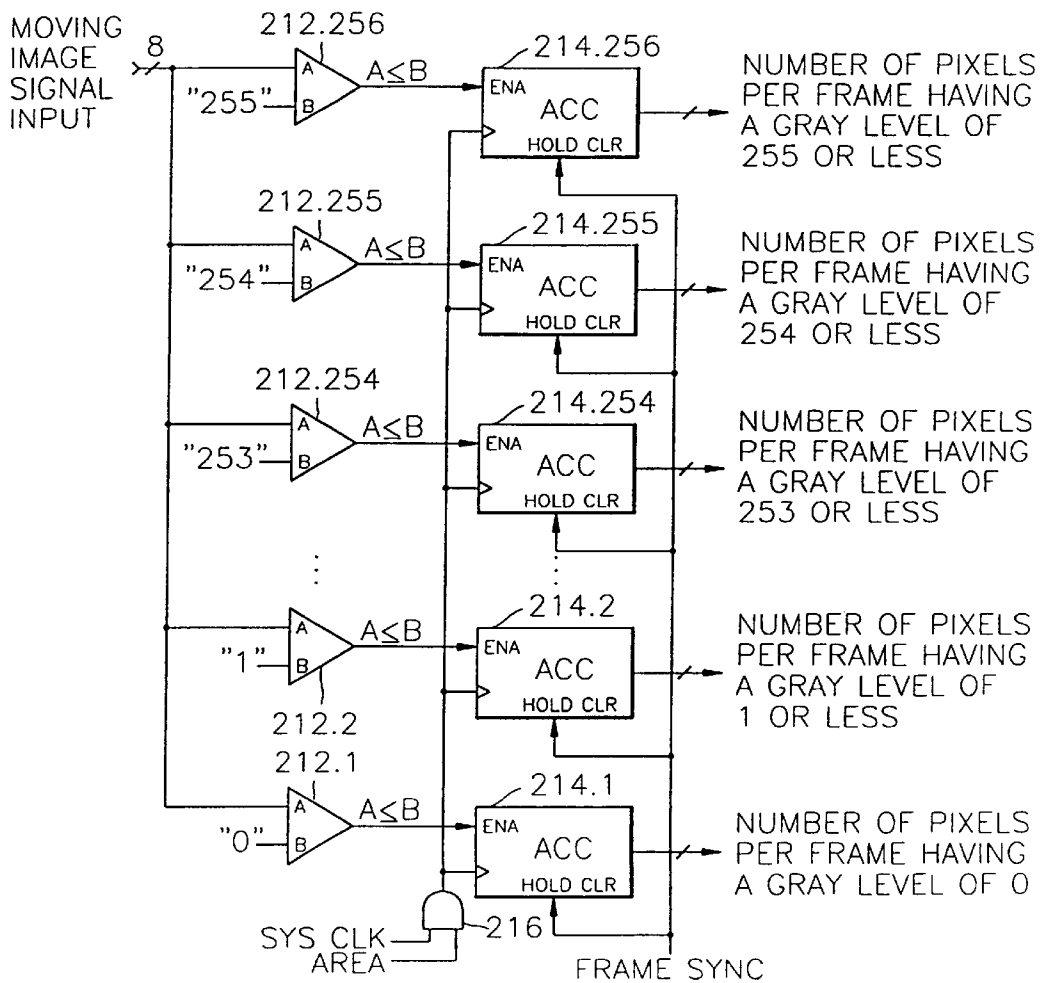 MOVING
IMAGE
SIGNAL
INPUT
8
212.256
A
B
"255"
A≤B
214.256
ENA
ACC
HOLD CLR
NUMBER OF PIXELS
PER FRAME HAVING
A GRAY LEVEL OF
255 OR LESS
212.255
A
B
"254"
A≤B
214.255
ENA
ACC
HOLD CLR
NUMBER OF PIXELS
PER FRAME HAVING
A GRAY LEVEL OF
254 OR LESS
212.254
A
B
"253"
A≤B
214.254
ENA
ACC
HOLD CLR
NUMBER OF PIXELS
PER FRAME HAVING
A GRAY LEVEL OF
253 OR LESS
A
B
"1"
212.2
A≤B
214.2
ENA
ACC
HOLD CLR
NUMBER OF PIXELS
PER FRAME HAVING
A GRAY LEVEL OF
1 OR LESS
212.1
A
B
"0"
A≤B
214.1
ENA
ACC
HOLD CLR
NUMBER OF PIXELS
PER FRAME HAVING
A GRAY LEVEL OF 0
216
SYS CLK
AREA
FRAME SYNC